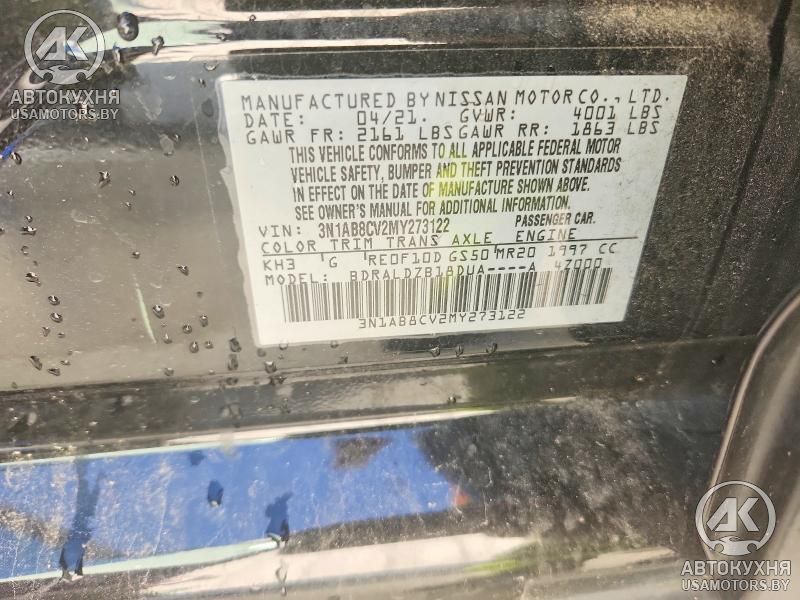 AK
АВТОКУХНЯ
USAMOTORS.BY
MANUFACTURED BY NISSAN MOTOR CO., LTD.
DATE: 04/21. GVWR: 4001 LBS
GAWR FR: 2161 LBS GAWR RR: 1863 LBS
THIS VEHICLE CONFORMS TO ALL APPLICABLE FEDERAL MOTOR
VEHICLE SAFETY, BUMPER AND THEFT PREVENTION STANDARDS
IN EFFECT ON THE DATE OF MANUFACTURE SHOWN ABOVE.
SEE OWNER'S MANUAL FOR ADDITIONAL INFORMATION.
VIN: 3N1AB8CV2MY273122 PASSENGER CAR.
COLOR TRIM TRANS AXLE ENGINE
KH3 G RE0F10D GS50 MR20 1997 CC
MODEL: BDRALDZB18DUA----A 4Z000
3N1AB8CV2MY273122
AK
АВТОКУХНЯ
USAMOTORS.BY